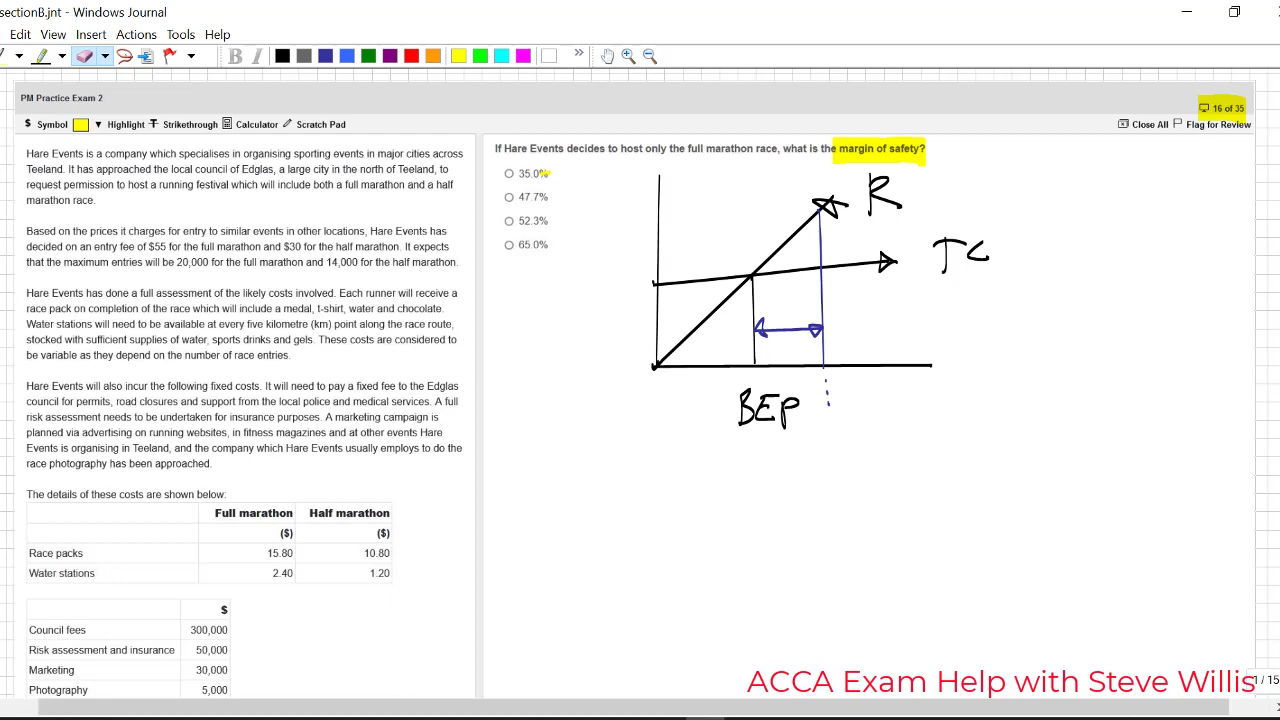 sectionB.jnt - Windows Journal
Edit View Insert Actions Tools Help
B I
PM Practice Exam 2
16 of 35
$ Symbol Highlight Strikethrough Calculator Scratch Pad
Close All Flag for Review
Hare Events is a company which specialises in organising sporting events in major cities across
Teeland. It has approached the local council of Edglas, a large city in the north of Teeland, to
request permission to host a running festival which will include both a full marathon and a half
marathon race.
Based on the prices it charges for entry to similar events in other locations, Hare Events has
decided on an entry fee of $55 for the full marathon and $30 for the half marathon. It expects
that the maximum entries will be 20,000 for the full marathon and 14,000 for the half marathon.
Hare Events has done a full assessment of the likely costs involved. Each runner will receive a
race pack on completion of the race which will include a medal, t-shirt, water and chocolate.
Water stations will need to be available at every five kilometre (km) point along the race route,
stocked with sufficient supplies of water, sports drinks and gels. These costs are considered to
be variable as they depend on the number of race entries.
Hare Events will also incur the following fixed costs. It will need to pay a fixed fee to the Edglas
council for permits, road closures and support from the local police and medical services. A full
risk assessment needs to be undertaken for insurance purposes. A marketing campaign is
planned via advertising on running websites, in fitness magazines and at other events Hare
Events is organising in Teeland, and the company which Hare Events usually employs to do the
race photography has been approached.
The details of these costs are shown below:
Full marathon Half marathon
($) ($)
Race packs 15.80 10.80
Water stations 2.40 1.20
$
Council fees 300,000
Risk assessment and insurance 50,000
Marketing 30,000
Photography 5,000
If Hare Events decides to host only the full marathon race, what is the margin of safety?
35.0%
47.7%
52.3%
65.0%
R
TC
BEP
ACCA Exam Help with Steve Willis
1 / 15